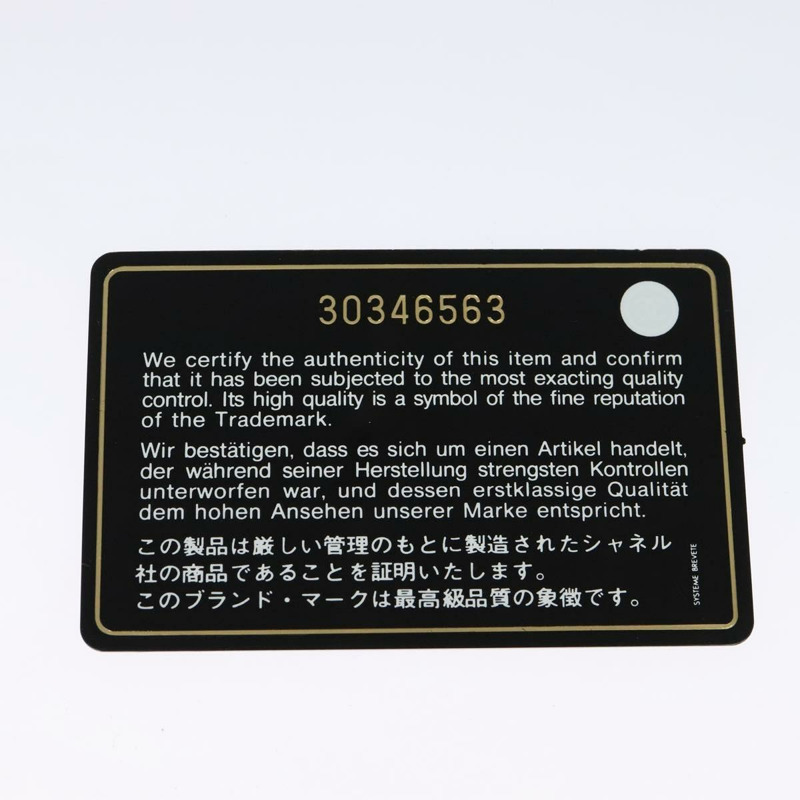 30346563
We certify the authenticity of this item and confirm
that it has been subjected to the most exacting quality
control. Its high quality is a symbol of the fine reputation
of the Trademark.
Wir bestätigen, dass es sich um einen Artikel handelt,
der während seiner Herstellung strengsten Kontrollen
unterworfen war, und dessen erstklassige Qualität
dem hohen Ansehen unserer Marke entspricht.
この製品は厳しい管理のもとに製造されたシャネル
社の商品であることを証明いたします。
このブランド・マークは最高級品質の象徴です。
SYSTEME BREVETE